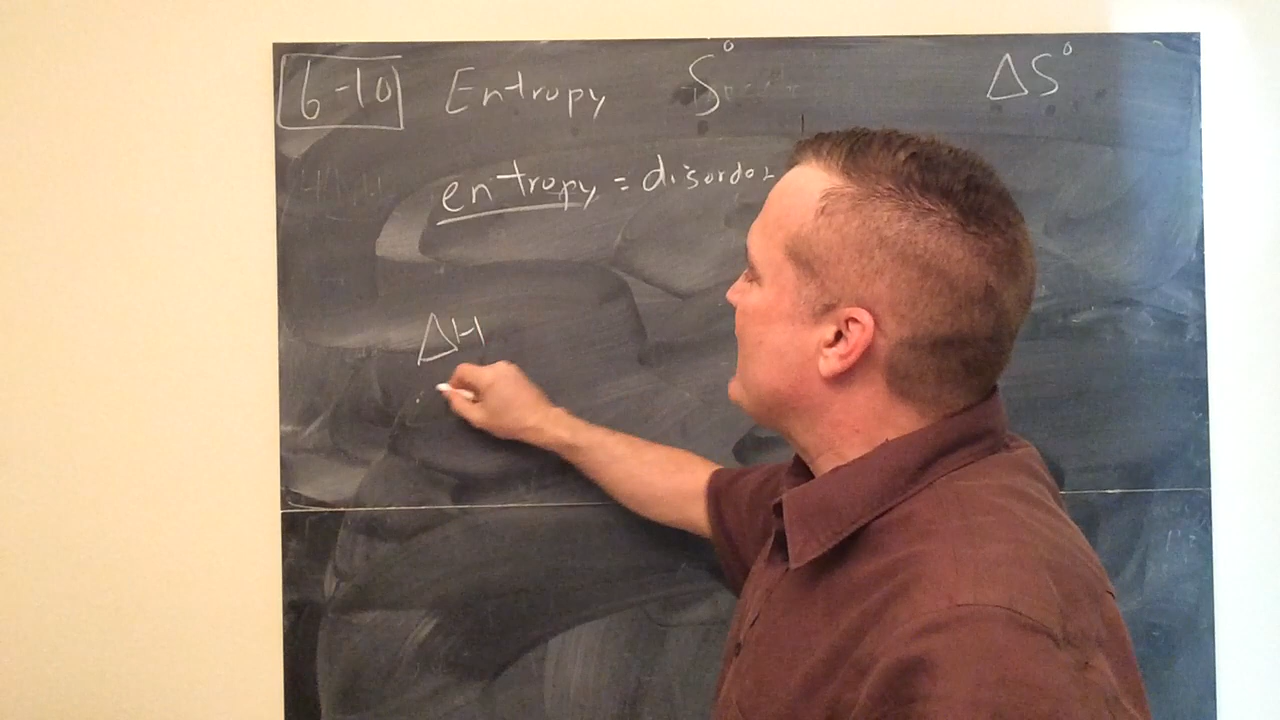 6-10 Entropy S° ΔS°
entropy = disorder
ΔH